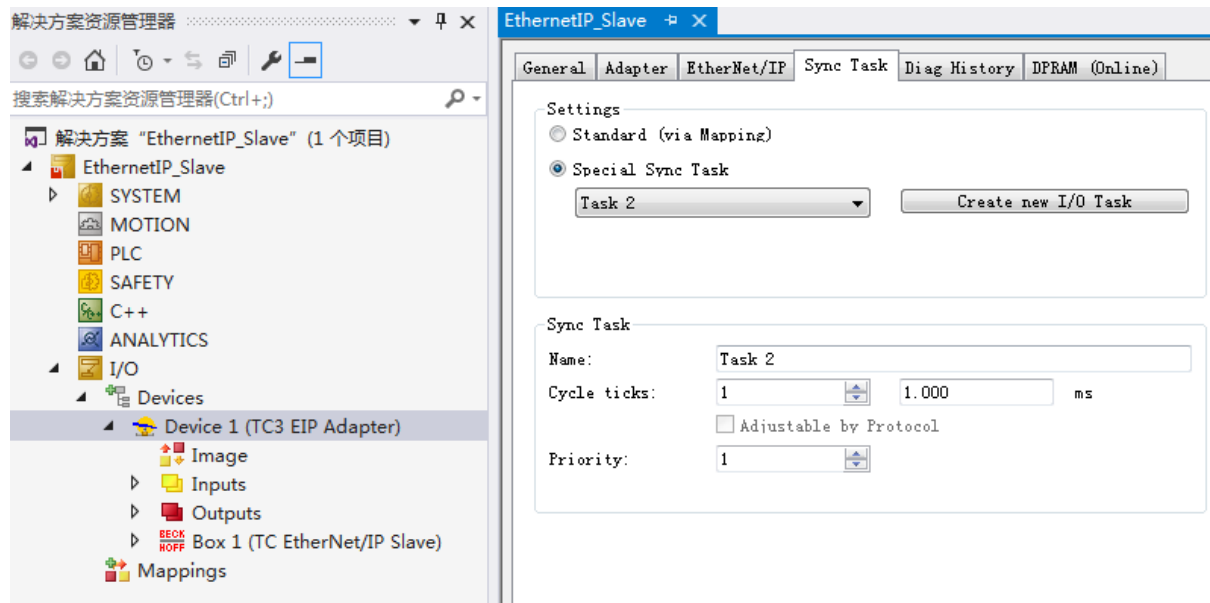 解决方案资源管理器
搜索解决方案资源管理器(Ctrl+;)
解决方案 "EthernetIP_Slave" (1 个项目)
EthernetIP_Slave
SYSTEM
MOTION
PLC
SAFETY
C++
ANALYTICS
I/O
Devices
Device 1 (TC3 EIP Adapter)
Image
Inputs
Outputs
BECK HOFF Box 1 (TC EtherNet/IP Slave)
Mappings
EthernetIP_Slave
General Adapter EtherNet/IP Sync Task Diag History DPRAM (Online)
Settings
Standard (via Mapping)
Special Sync Task
Task 2 Create new I/O Task
Sync Task
Name: Task 2
Cycle ticks: 1 1.000 ms
Adjustable by Protocol
Priority: 1